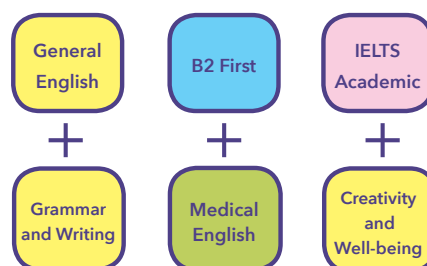 General
English
B2 First
IELTS
Academic
+
+
+
Grammar
and Writing
Medical
English
Creativity
and
Well-being